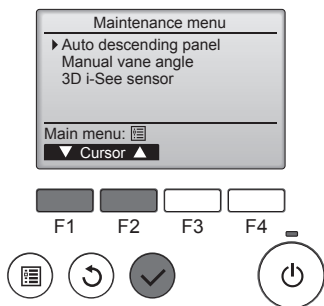 Maintenance menu
Auto descending panel
Manual vane angle
3D i-See sensor
Main menu:
▼ Cursor ▲
F1 F2 F3 F4